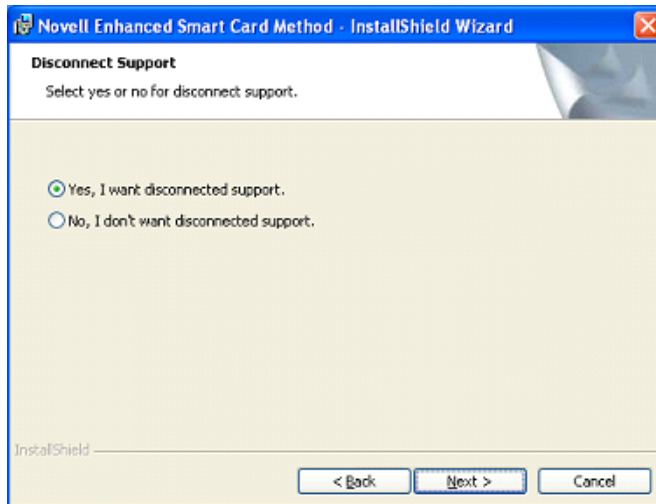 Novell Enhanced Smart Card Method - InstallShield Wizard
Disconnect Support
Select yes or no for disconnect support.
Yes, I want disconnected support.
No, I don't want disconnected support.
InstallShield
< Back
Next >
Cancel